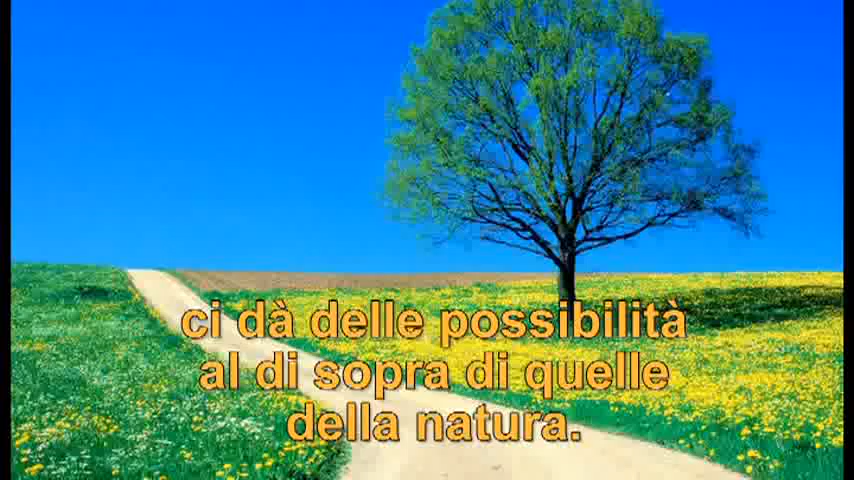 ci dà delle possibilità
al di sopra di quelle
della natura.